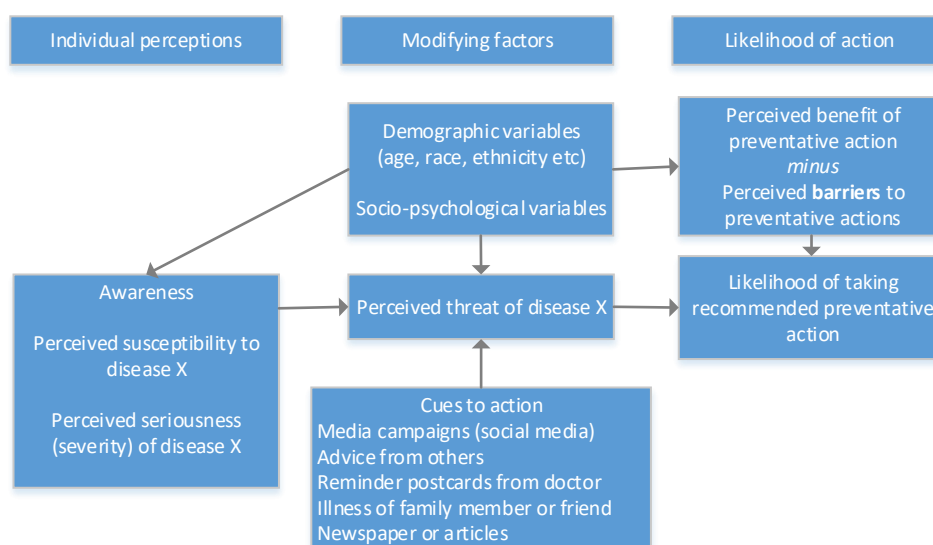 Individual perceptions
Modifying factors
Likelihood of action
Demographic variables
(age, race, ethnicity etc)
Socio-psychological variables
Perceived benefit of
preventative action
minus
Perceived barriers to
preventative actions
Awareness
Perceived susceptibility to
disease X
Perceived seriousness
(severity) of disease X
Perceived threat of disease X
Likelihood of taking
recommended preventative
action
Cues to action
Media campaigns (social media)
Advice from others
Reminder postcards from doctor
Illness of family member or friend
Newspaper or articles